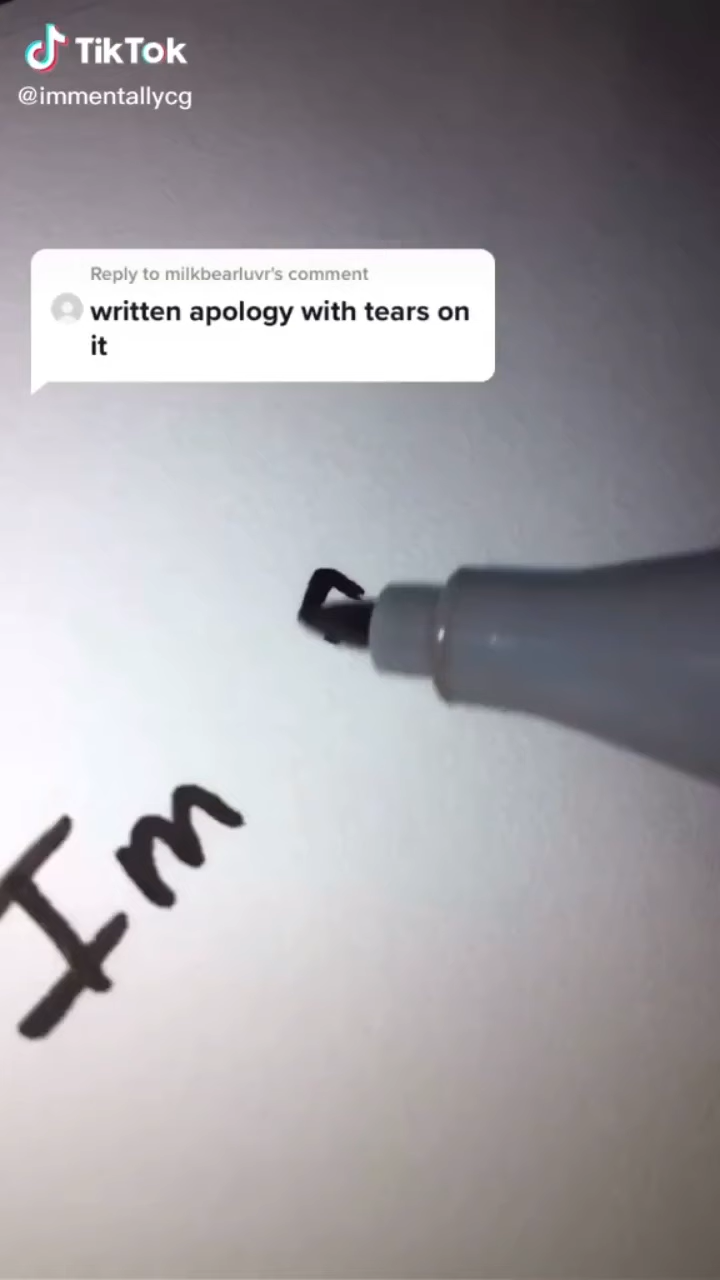 TikTok
@immentallycg
Reply to milkbearluvr's comment
written apology with tears on
it
Im